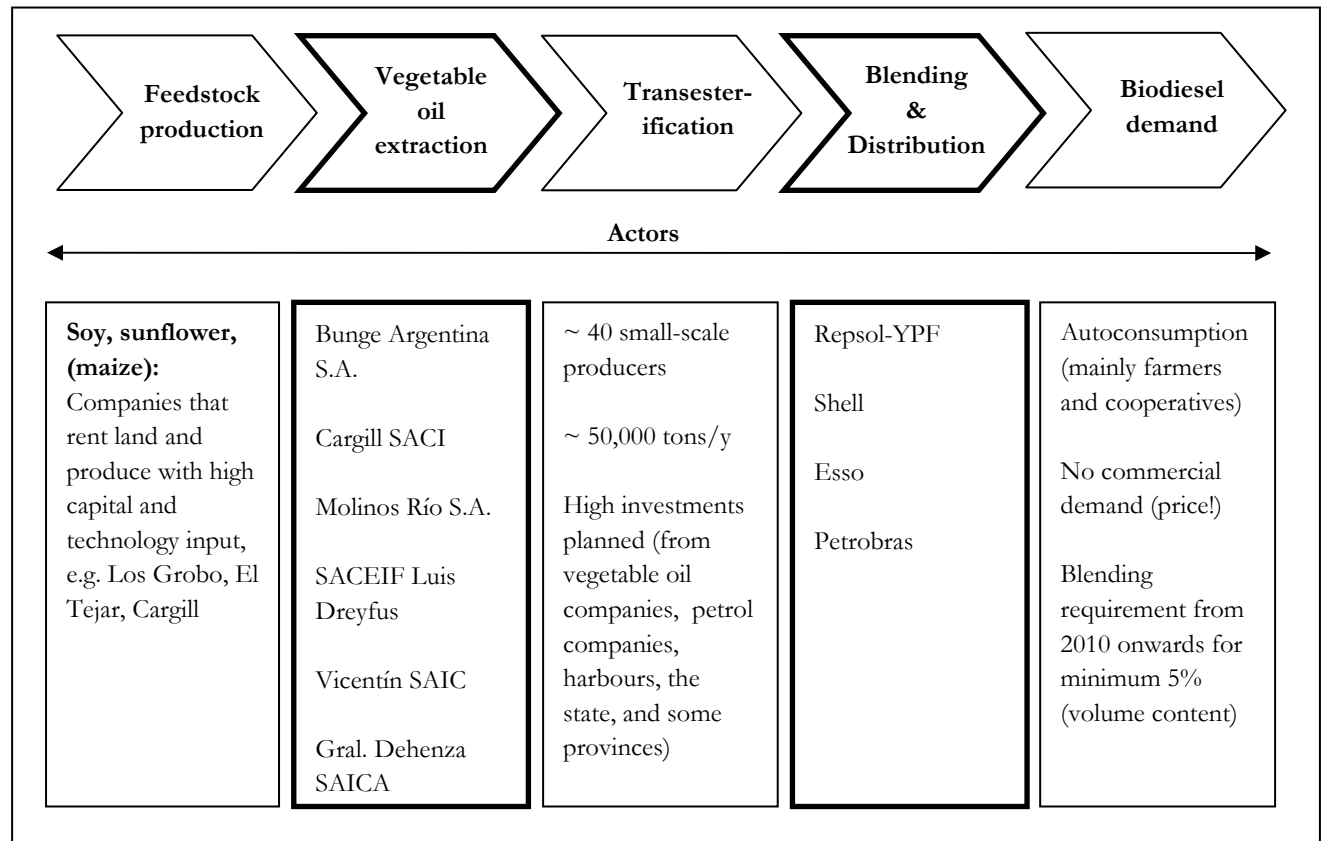 Feedstock
production
Vegetable
oil
extraction
Transester-
ification
Blending
&
Distribution
Biodiesel
demand
Actors
Soy, sunflower,
(maize):
Companies that
rent land and
produce with high
capital and
technology input,
e.g. Los Grobo, El
Tejar, Cargill
Bunge Argentina
S.A.
Cargill SACI
Molinos Río S.A.
SACEIF Luis
Dreyfus
Vicentín SAIC
Gral. Dehenza
SAICA
~ 40 small-scale
producers
~ 50,000 tons/y
High investments
planned (from
vegetable oil
companies, petrol
companies,
harbours, the
state, and some
provinces)
Repsol-YPF
Shell
Esso
Petrobras
Autoconsumption
(mainly farmers
and cooperatives)
No commercial
demand (price!)
Blending
requirement from
2010 onwards for
minimum 5%
(volume content)